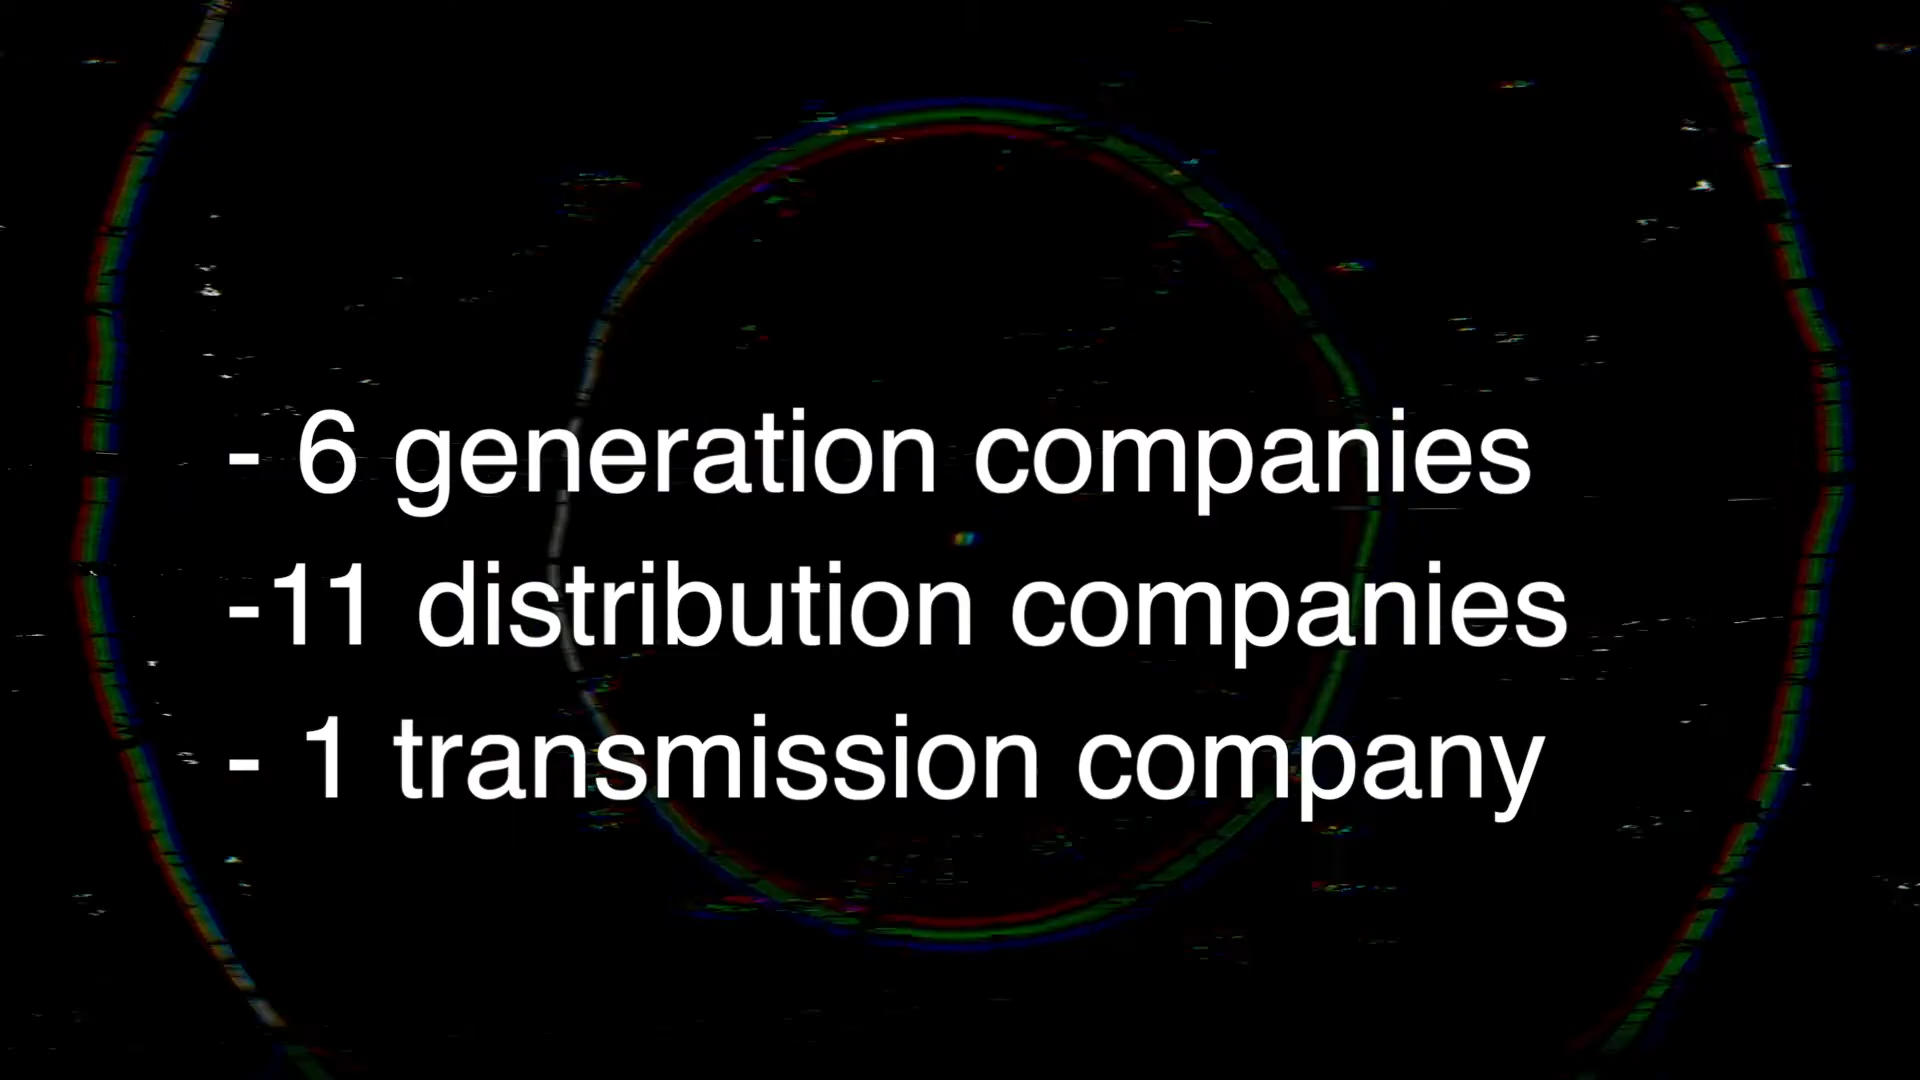 - 6 generation companies
-11 distribution companies
- 1 transmission company